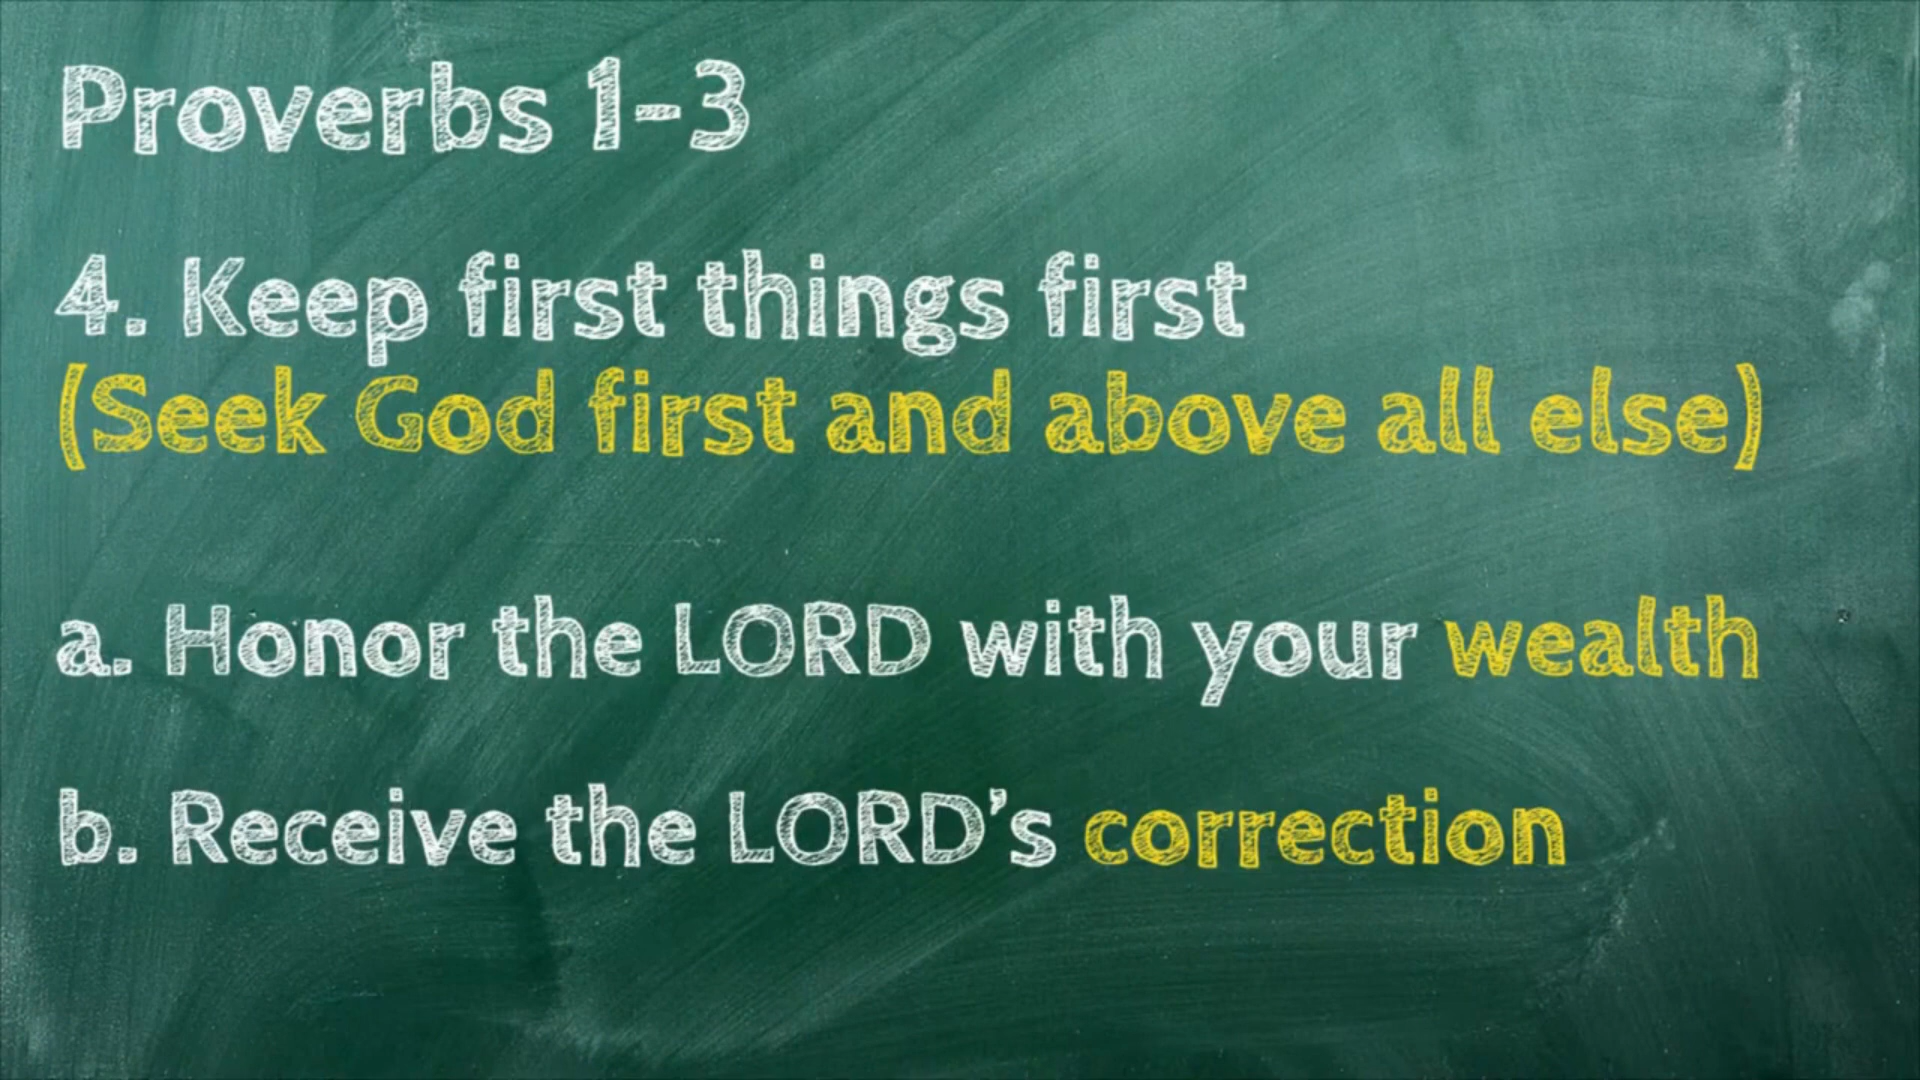 Proverbs 1-3
4. Keep first things first
(Seek God first and above all else)
a. Honor the LORD with your wealth
b. Receive the LORD’s correction